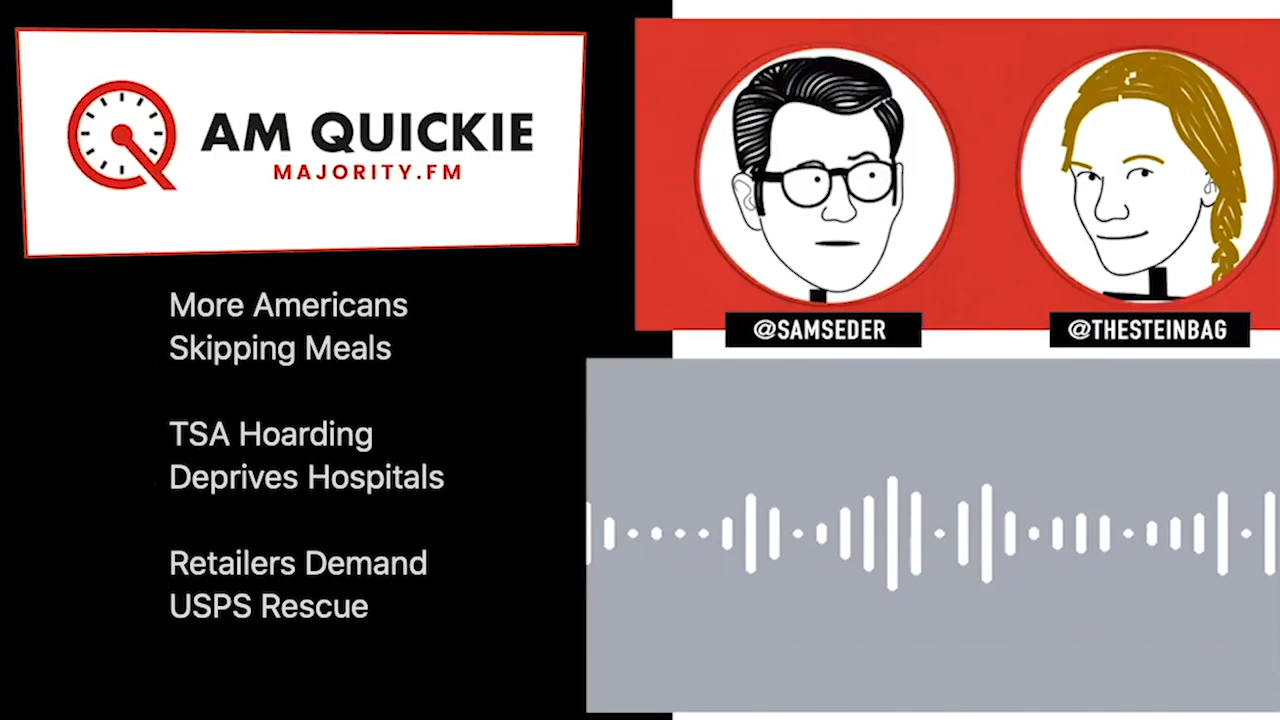 AM QUICKIE
MAJORITY.FM
More Americans
Skipping Meals
TSA Hoarding
Deprives Hospitals
Retailers Demand
USPS Rescue
@SAMSEDER
@THESTEINBAG